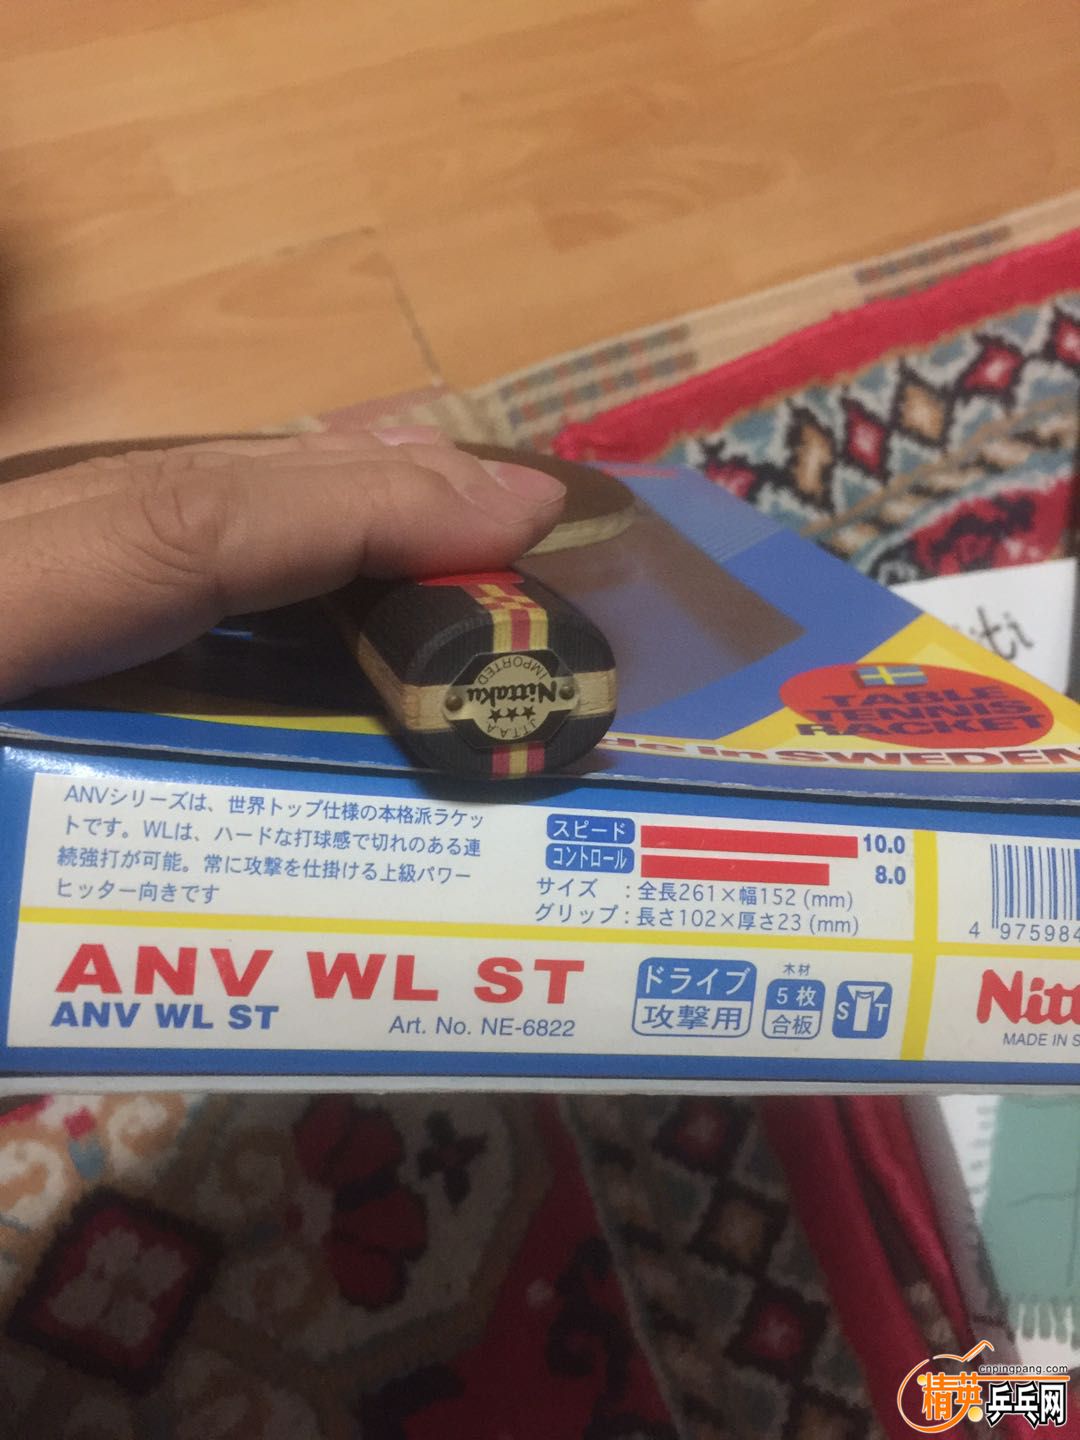 iti
TABLE
TENNIS
RACKET
de in SWEDEN
IMPORTED
Nittaku
★★★
J.T.T.A.A
ANVシリーズは、世界トップ仕様の本格派ラケッ
トです。WLは、ハードな打球感で切れのある連
続強打が可能。常に攻撃を仕掛ける上級パワー
ヒッター向きです
スピード 10.0
コントロール 8.0
サイズ :全長261×幅152 (mm)
グリップ:長さ102×厚さ23 (mm)
4 975984
ANV WL ST
ANV WL ST
Art. No. NE-6822
ドライブ
攻撃用
木材
5枚
合板
S T
Nitt
MADE IN S
cnpingpang.com
精英乒乓网